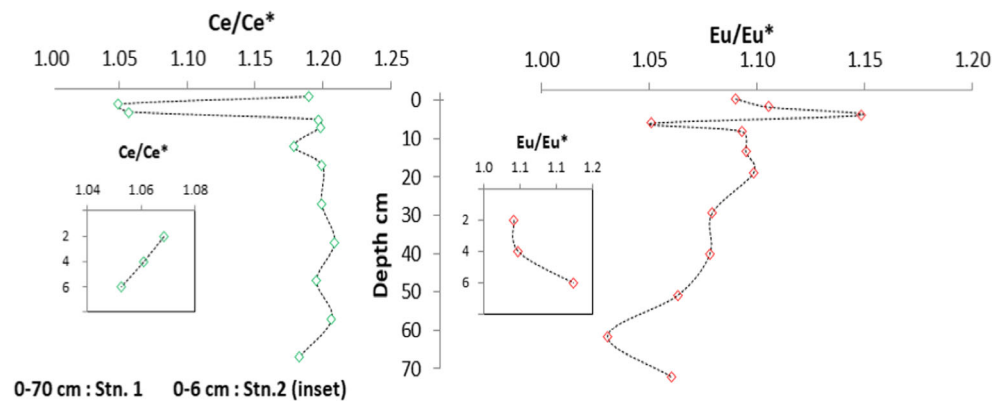 Ce/Ce*
1.00 1.05 1.10 1.15 1.20 1.25
Eu/Eu*
1.00 1.05 1.10 1.15 1.20
Depth cm
0
10
20
30
40
50
60
70
Ce/Ce*
1.04 1.06 1.08
2
4
6
Eu/Eu*
1.0 1.1 1.1 1.2
2
4
6
0-70 cm : Stn. 1 0-6 cm : Stn.2 (inset)